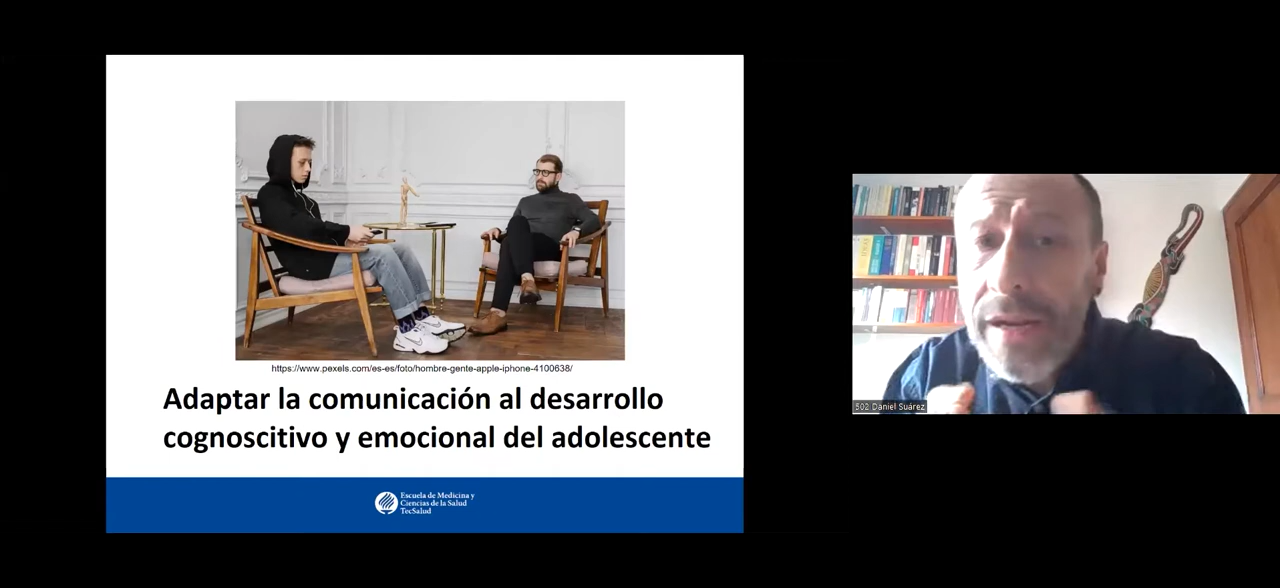 https://www.pexels.com/es-es/foto/hombre-gente-apple-iphone-4100638/
Adaptar la comunicación al desarrollo
cognoscitivo y emocional del adolescente
Escuela de Medicina y
Ciencias de la Salud
TecSalud
502 Daniel Suárez